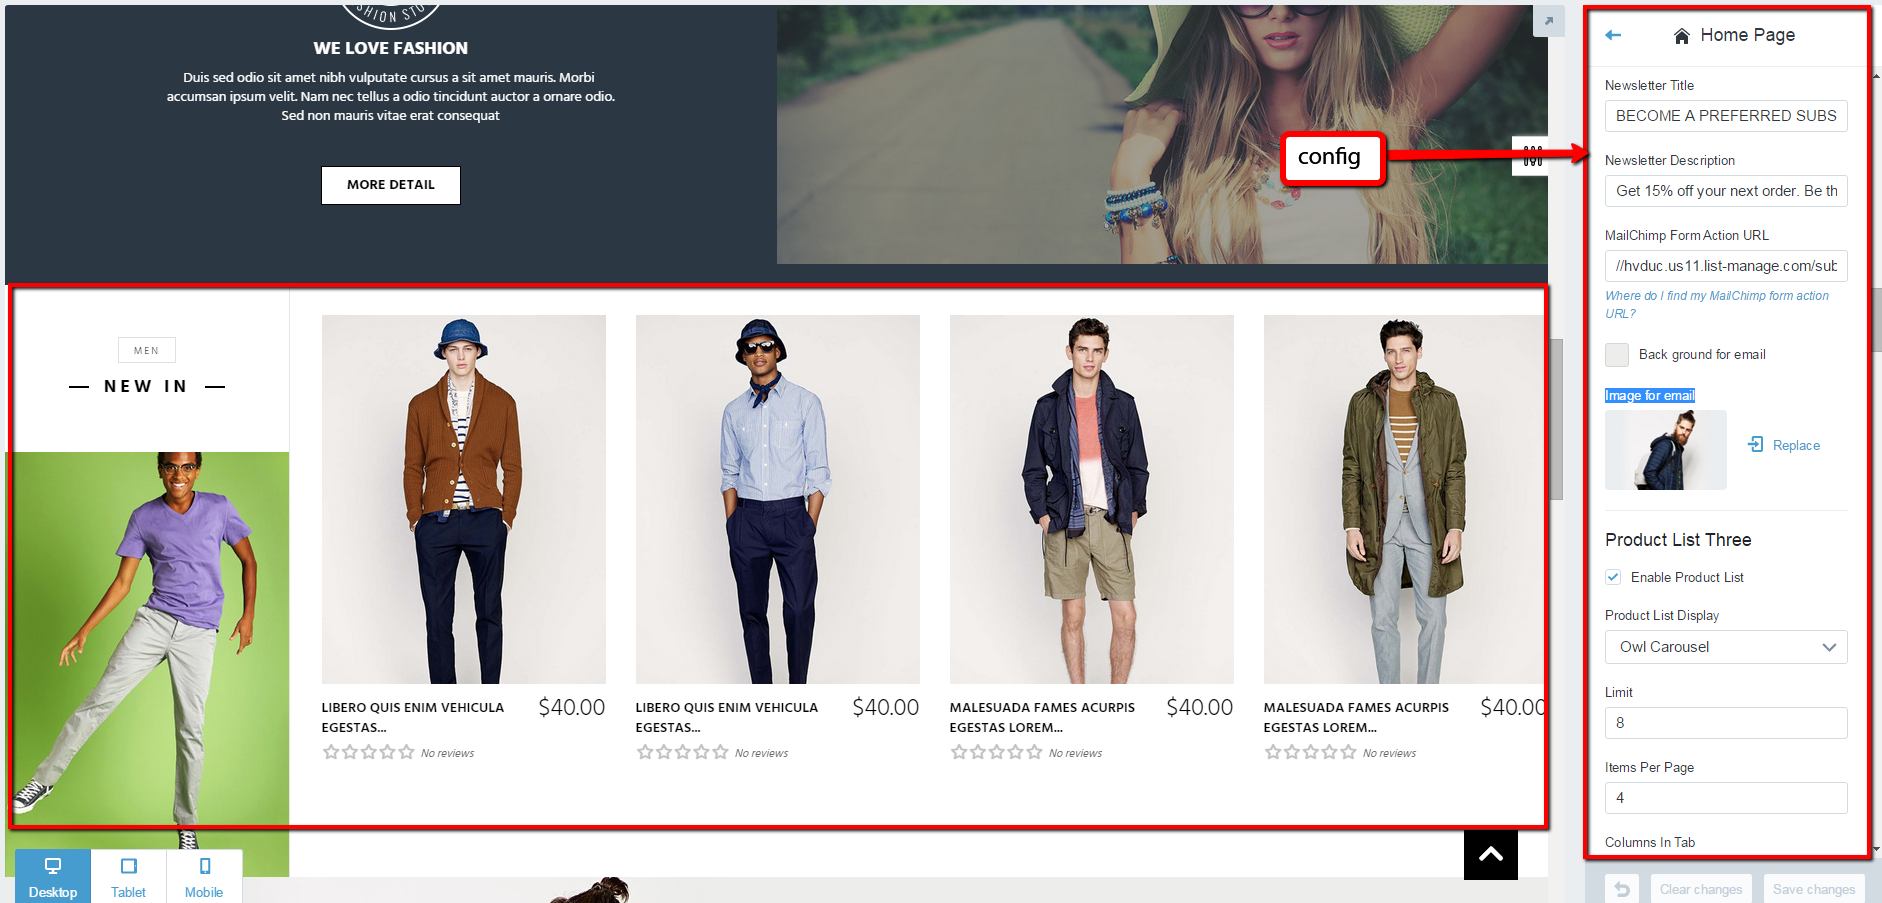 SHION STO
WE LOVE FASHION
Duis sed odio sit amet nibh vulputate cursus a sit amet mauris. Morbi
accumsan ipsum velit. Nam nec tellus a odio tincidunt auctor a ornare odio.
Sed non mauris vitae erat consequat
MORE DETAIL
config
MEN
NEW IN
LIBERO QUIS ENIM VEHICULA
EGESTAS...
$40.00
No reviews
LIBERO QUIS ENIM VEHICULA
EGESTAS...
$40.00
No reviews
MALESUADA FAMES ACURPIS
EGESTAS LOREM...
$40.00
No reviews
MALESUADA FAMES ACURPIS
EGESTAS LOREM...
$40.00
No reviews
Desktop
Tablet
Mobile
Home Page
Newsletter Title
BECOME A PREFERRED SUBS
Newsletter Description
Get 15% off your next order. Be th
MailChimp Form Action URL
//hvduc.us11.list-manage.com/sub
Where do I find my MailChimp form action
URL?
Back ground for email
Image for email
Replace
Product List Three
Enable Product List
Product List Display
Owl Carousel
Limit
8
Items Per Page
4
Columns In Tab
Clear changes
Save changes